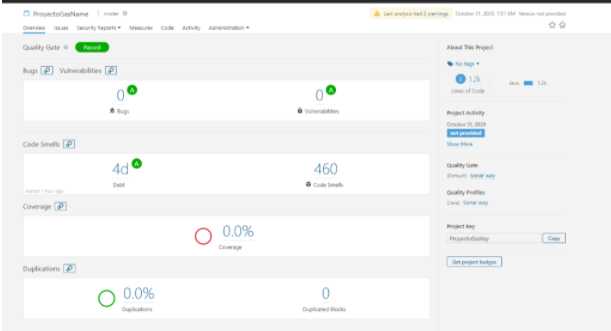 ProyectoGasName master
Last analysis had 2 warnings October 31, 2020, 7:01 AM Version not provided
Overview Issues Security Reports Measures Code Activity Administration
Quality Gate Passed
About This Project
No tags
Bugs Vulnerabilities
0 A 0 A
Bugs Vulnerabilities
S
Lines of Code
Java
Project Activity
October 31, 2020
not provided
Show More
Code Smells
4d A 460
Debt Code Smells
started 1 hour ago
Quality Gate
(Default) Sonar way
Quality Profiles
(Java) Sonar way
Coverage
0.0%
Coverage
Project Key
ProyectoGasKey Copy
Get project badges
Duplications
0.0% 0
Duplications Duplicated Blocks